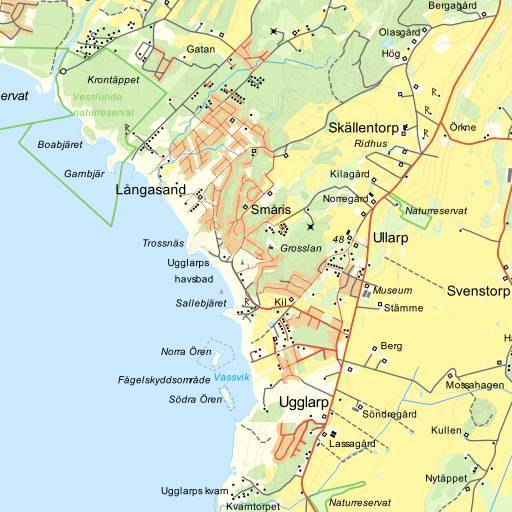 Bergagård
Olasgård
Gatan
Hög
Krontäppet
ervat
Vesslunda
naturreservat
Skällentorp
Örkne
Boabjäret
Ridhus
Gambjär
Kilagård
Långasand
Norregård
Smäris
Naturreservat
Trossnäs
48
Ullarp
Grosslan
Ugglarps
havsbad
Museum
Svenstorp
Sallebjäret
Kil
Stämme
Norra Ören
Berg
Fågelskyddsområde
Vassvik
Mossahagen
Södra Ören
Ugglarp
Söndregård
Kullen
Lassagård
Nytäppet
Ugglarps kvarn
Naturreservat
Kvarntorpet